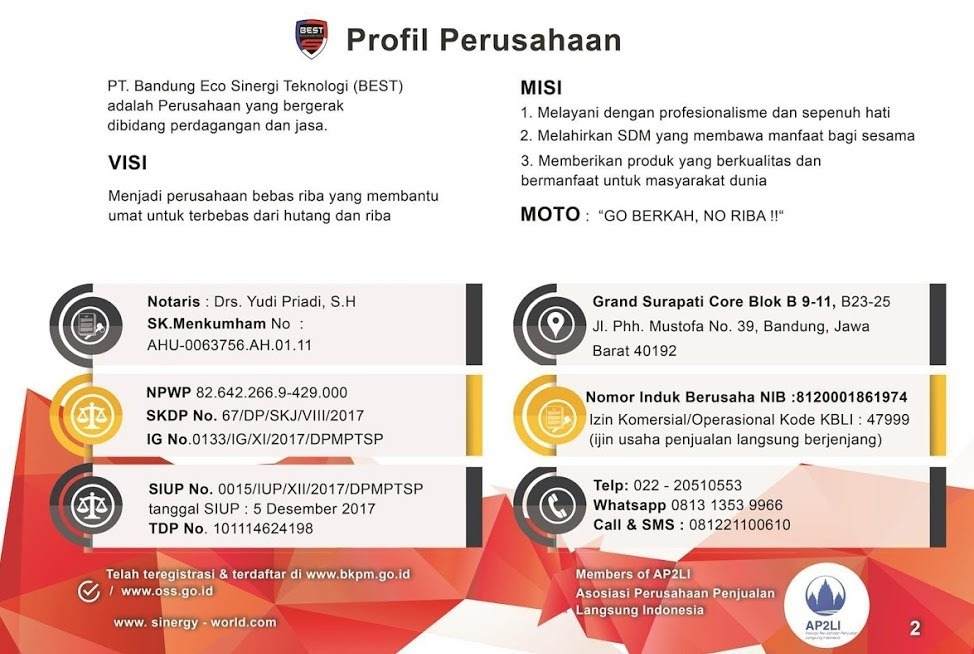 BEST
Profil Perusahaan
PT. Bandung Eco Sinergi Teknologi (BEST)
adalah Perusahaan yang bergerak
dibidang perdagangan dan jasa.
VISI
Menjadi perusahaan bebas riba yang membantu
umat untuk terbebas dari hutang dan riba
MISI
1. Melayani dengan profesionalisme dan sepenuh hati
2. Melahirkan SDM yang membawa manfaat bagi sesama
3. Memberikan produk yang berkualitas dan
bermanfaat untuk masyarakat dunia
MOTO : “GO BERKAH, NO RIBA !!“
Notaris : Drs. Yudi Priadi, S.H
SK.Menkumham No :
AHU-0063756.AH.01.11
NPWP 82.642.266.9-429.000
SKDP No. 67/DP/SKJ/VIII/2017
IG No.0133/IG/XI/2017/DPMPTSP
SIUP No. 0015/IUP/XII/2017/DPMPTSP
tanggal SIUP : 5 Desember 2017
TDP No. 101114624198
Grand Surapati Core Blok B 9-11, B23-25
Jl. Phh. Mustofa No. 39, Bandung, Jawa
Barat 40192
Nomor Induk Berusaha NIB :8120001861974
Izin Komersial/Operasional Kode KBLI : 47999
(ijin usaha penjualan langsung berjenjang)
Telp: 022 - 20510553
Whatsapp 0813 1353 9966
Call & SMS : 081221100610
Telah teregistrasi & terdaftar di www.bkpm.go.id
/ www.oss.go.id
www. sinergy - world.com
Members of AP2LI
Asosiasi Perusahaan Penjualan
Langsung Indonesia
AP2LI
Asosiasi Perusahaan Penjualan
Langsung Indonesia
2